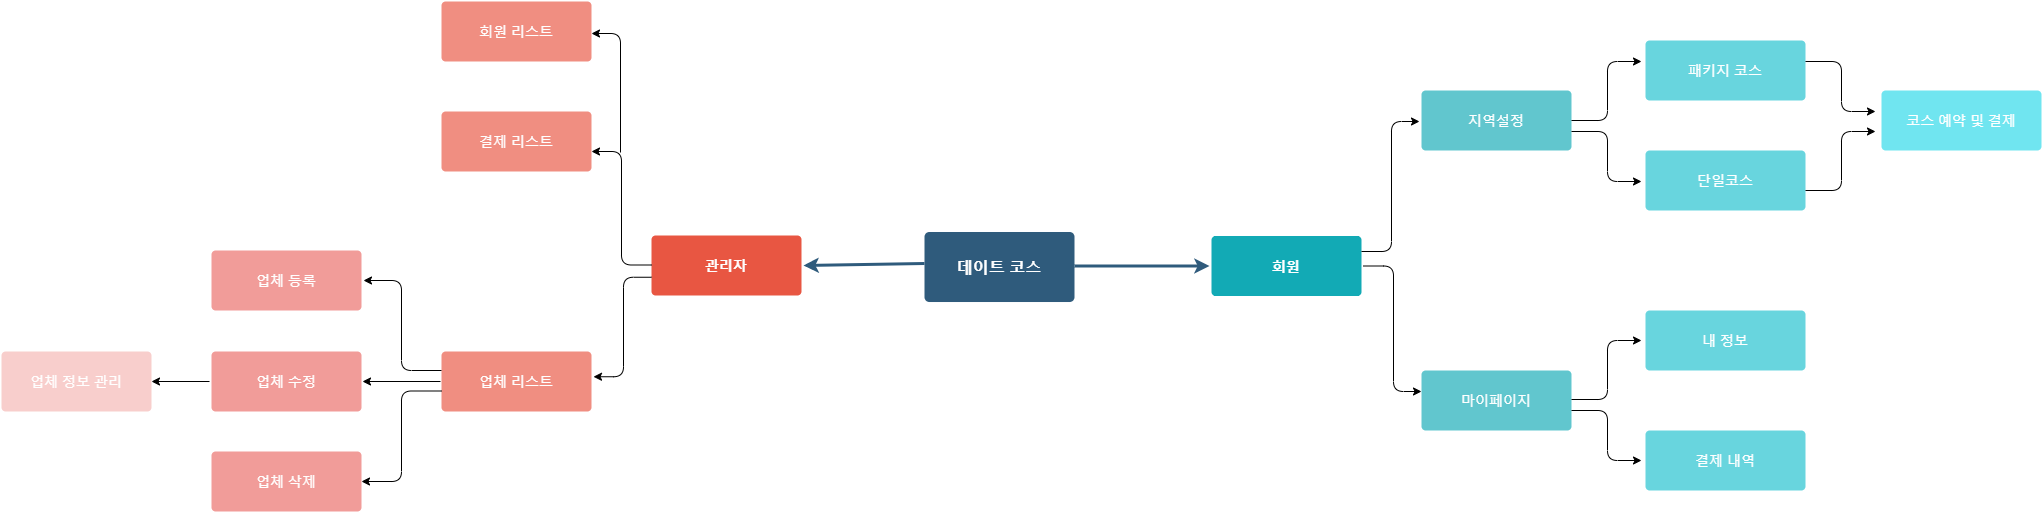 회원 리스트
결제 리스트
관리자
업체 리스트
업체 등록
업체 수정
업체 삭제
업체 정보 관리
데이트 코스
회원
지역설정
패키지 코스
단일코스
코스 예약 및 결제
마이페이지
내 정보
결제 내역